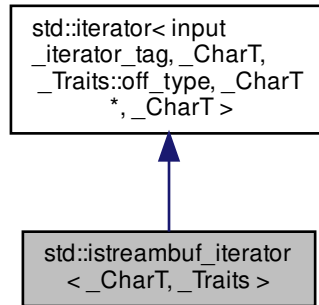 std::iterator< input
_iterator_tag, _CharT,
_Traits::off_type, _CharT
*, _CharT >
std::istreambuf_iterator
< _CharT, _Traits >